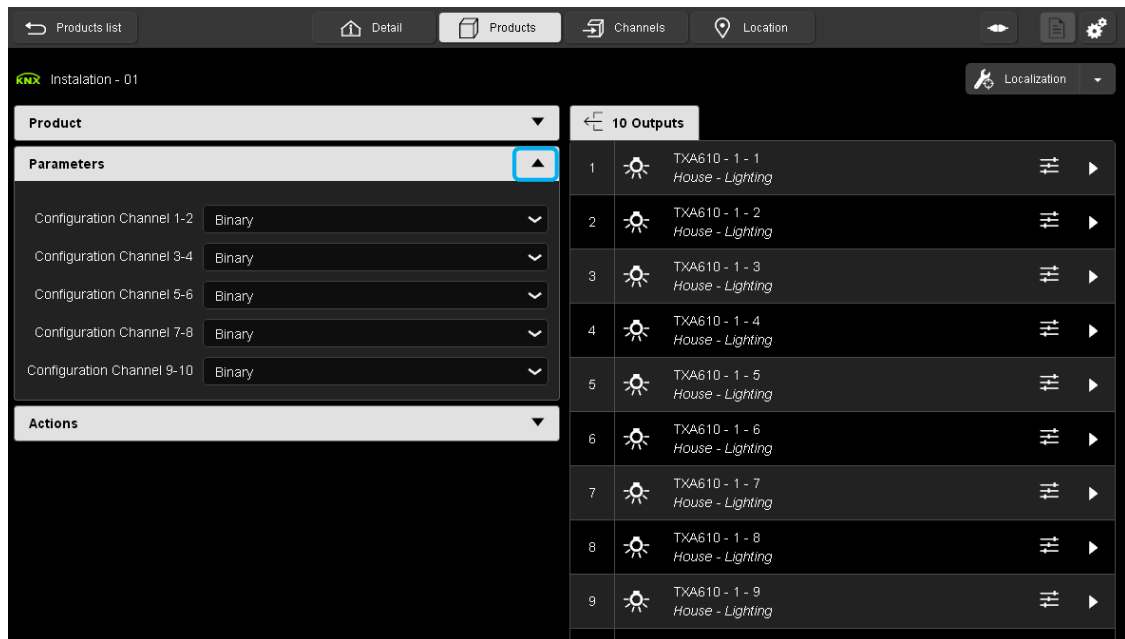 Products list
Detail
Products
Channels
Location
KNX Instalation - 01
Localization
Product
Parameters
Configuration Channel 1-2 Binary
Configuration Channel 3-4 Binary
Configuration Channel 5-6 Binary
Configuration Channel 7-8 Binary
Configuration Channel 9-10 Binary
Actions
10 Outputs
1 TXA610 - 1 - 1
House - Lighting
2 TXA610 - 1 - 2
House - Lighting
3 TXA610 - 1 - 3
House - Lighting
4 TXA610 - 1 - 4
House - Lighting
5 TXA610 - 1 - 5
House - Lighting
6 TXA610 - 1 - 6
House - Lighting
7 TXA610 - 1 - 7
House - Lighting
8 TXA610 - 1 - 8
House - Lighting
9 TXA610 - 1 - 9
House - Lighting